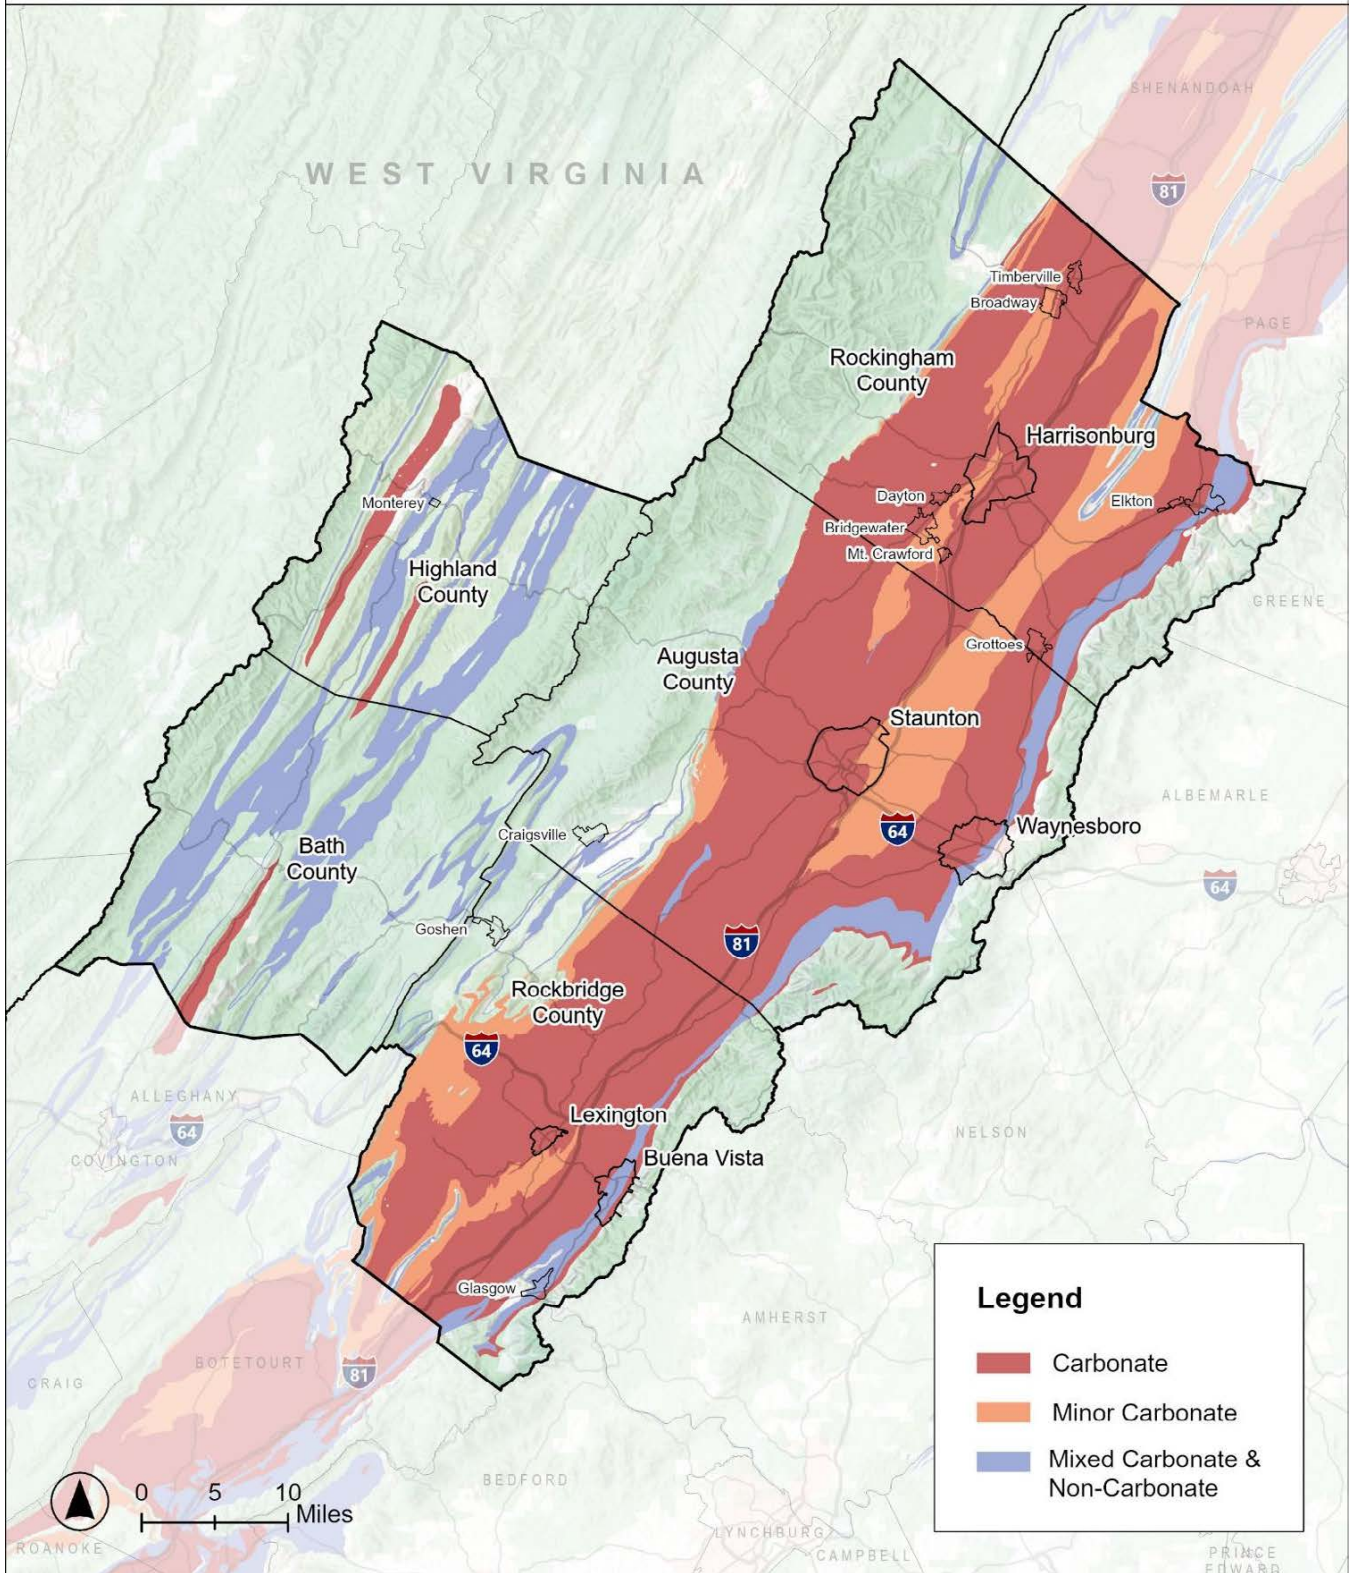 SHENANDOAH
WEST VIRGINIA
81
Timberville
Broadway
PAGE
Rockingham
County
Harrisonburg
Monterey
Dayton
Elkton
Bridgewater
Mt. Crawford
Highland
County
GREENE
Grottoes
Augusta
County
Staunton
ALBEMARLE
Waynesboro
64
Craigsville
Bath
County
64
Goshen
81
Rockbridge
County
64
ALLEGHANY
Lexington
64
NELSON
COVINGTON
Buena Vista
Glasgow
AMHERST
Legend
Carbonate
Minor Carbonate
Mixed Carbonate &
Non-Carbonate
BOTETOURT
81
CRAIG
BEDFORD
0 5 10
Miles
LYNCHBURG
ROANOKE
CAMPBELL
PRINCE
EDWARD